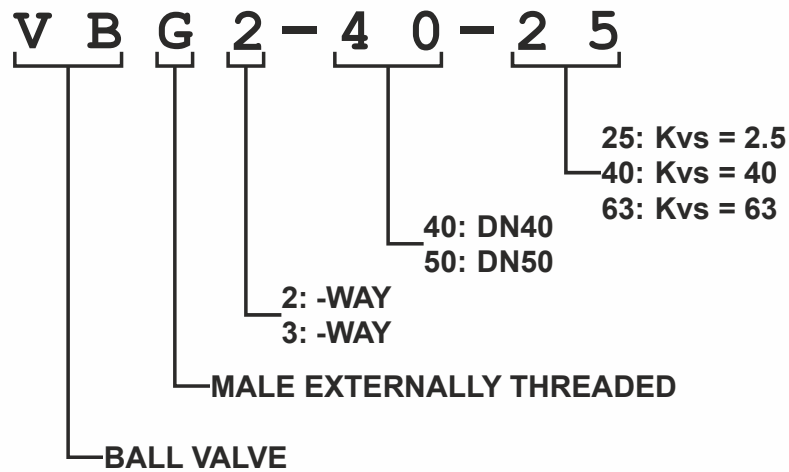 V B G 2 - 4 0 - 2 5
25: Kvs = 2.5
40: Kvs = 40
63: Kvs = 63
40: DN40
50: DN50
2: -WAY
3: -WAY
MALE EXTERNALLY THREADED
BALL VALVE